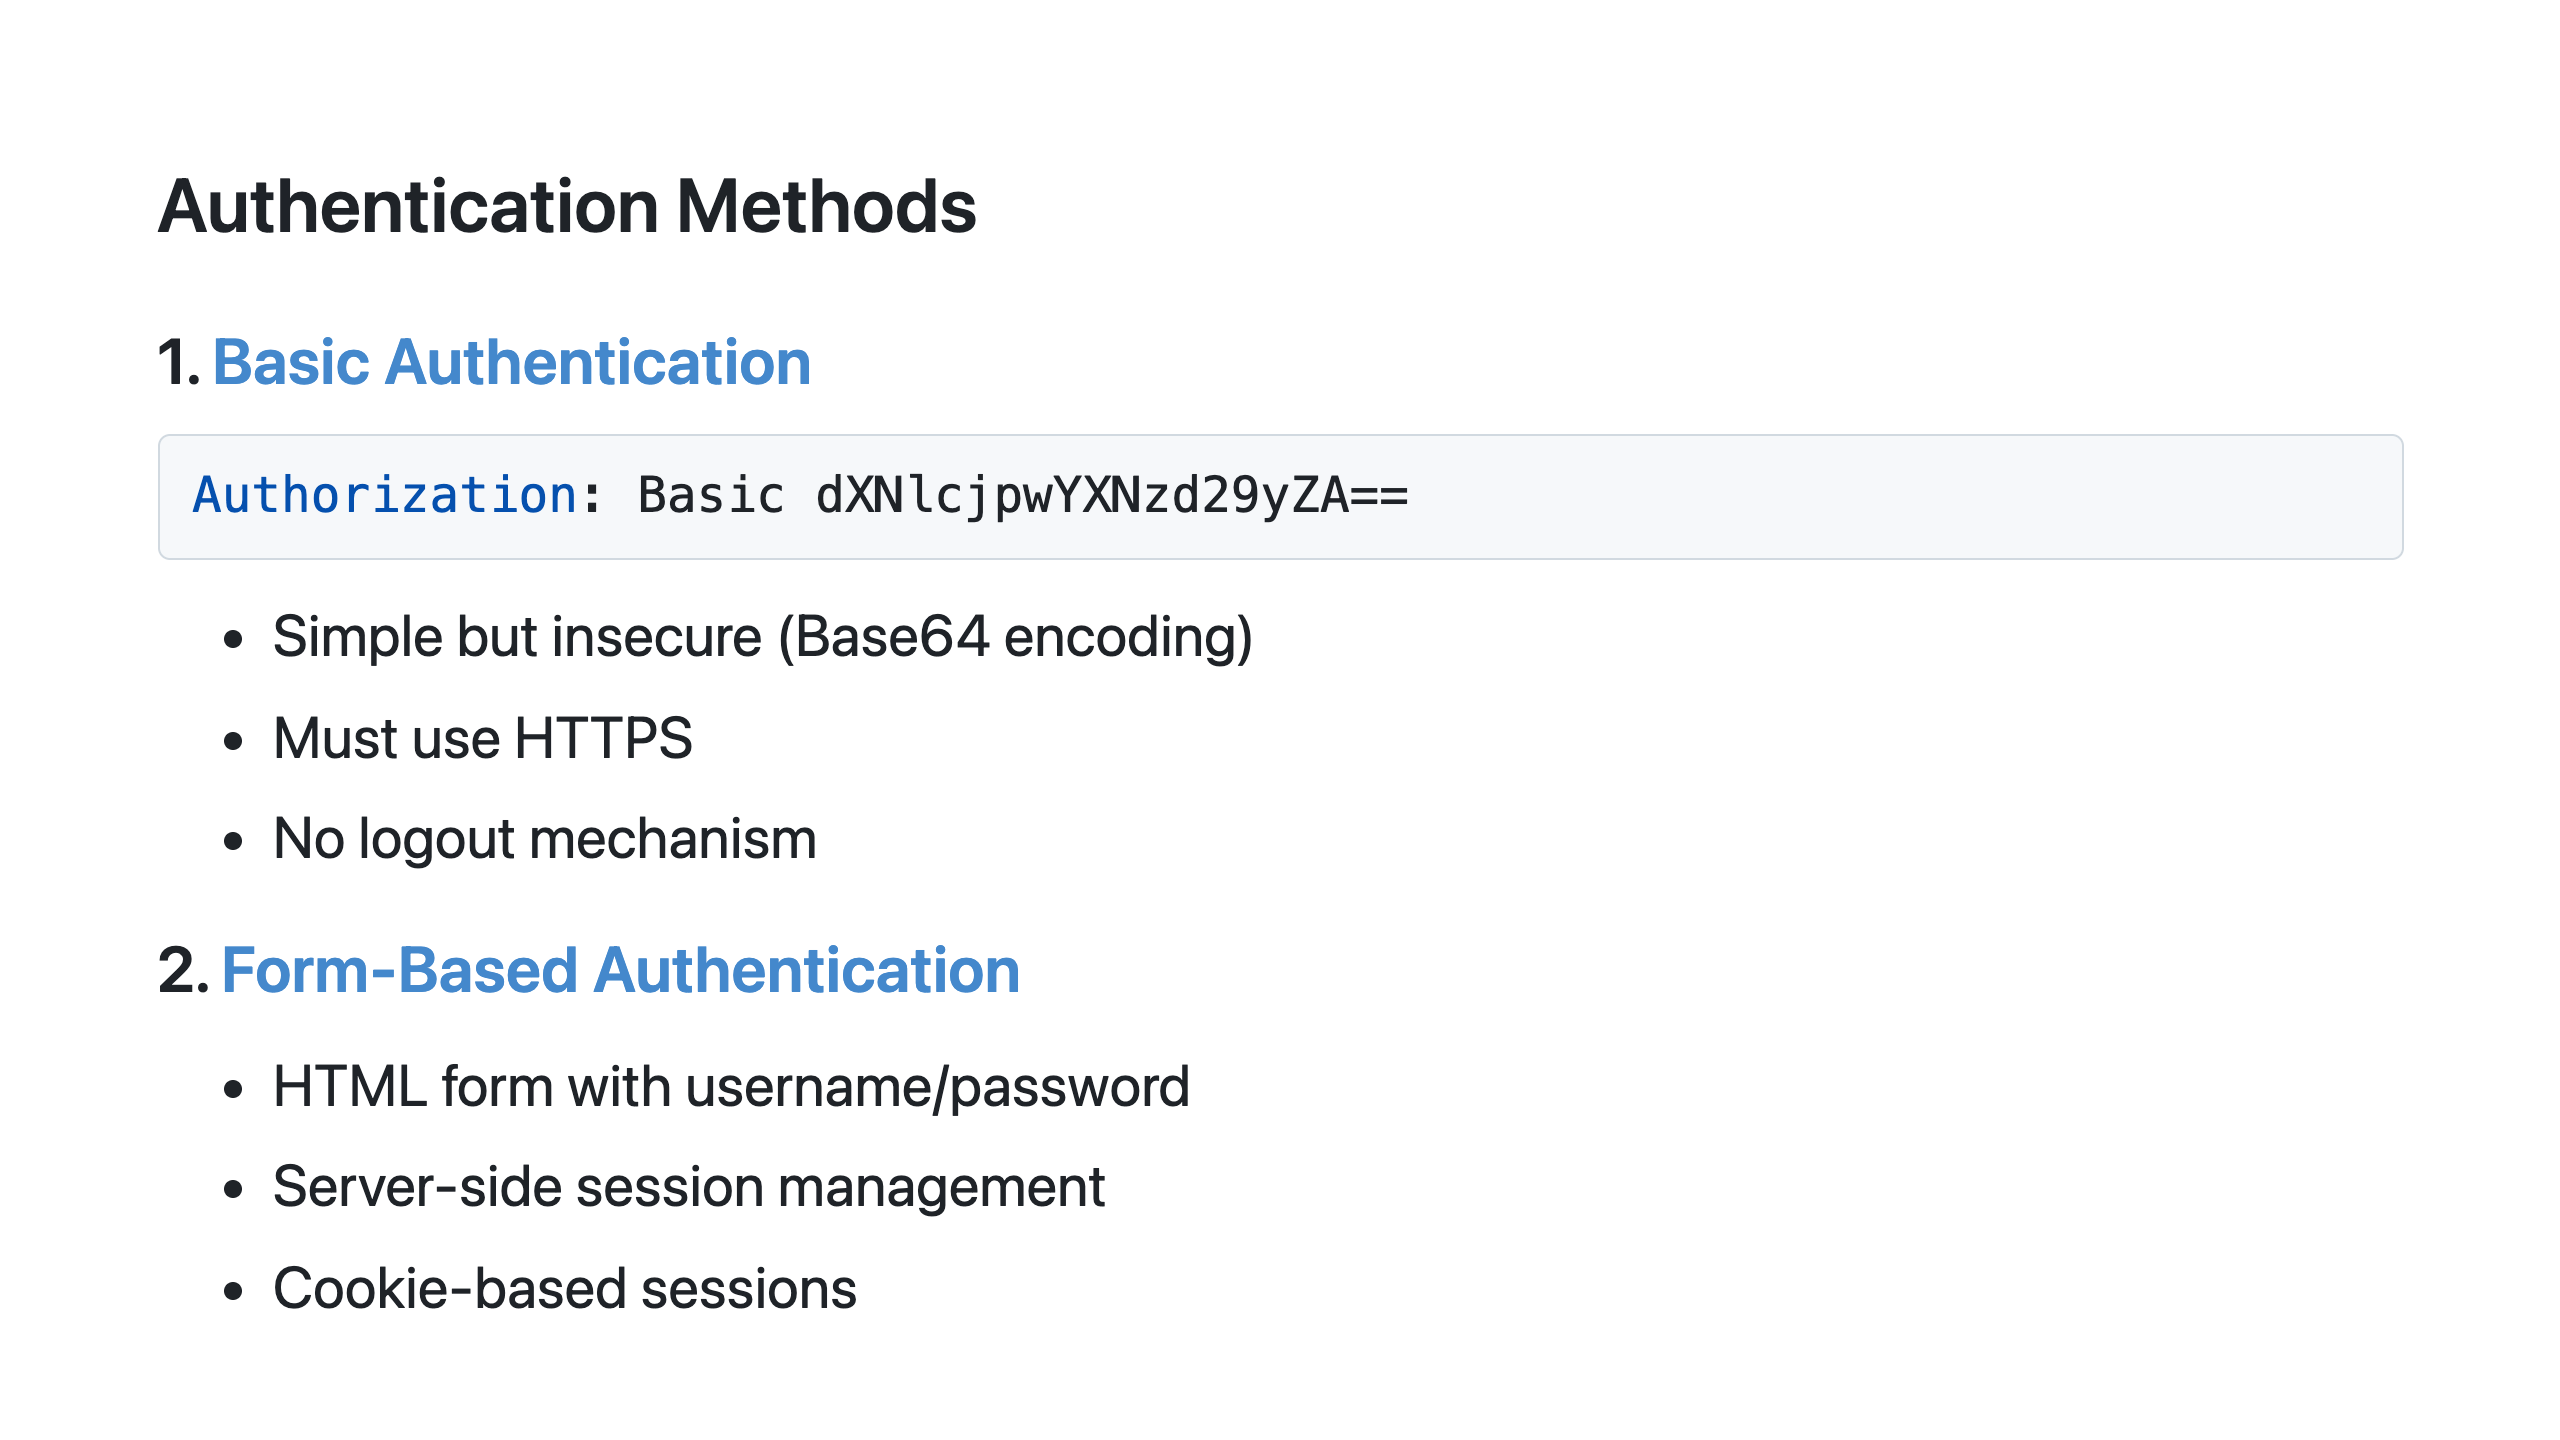 Authentication Methods
1. Basic Authentication
Authorization: Basic dXNlcjpwYXNzd29yZA==
• Simple but insecure (Base64 encoding)
• Must use HTTPS
• No logout mechanism
2. Form-Based Authentication
• HTML form with username/password
• Server-side session management
• Cookie-based sessions